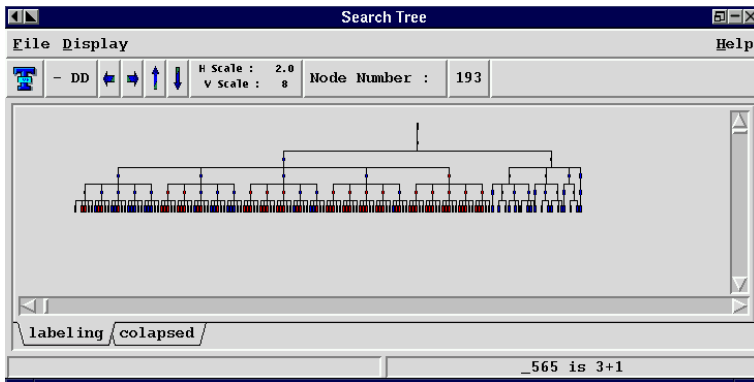 Search Tree
File Display Help
- DD H Scale : 2.0 Node Number : 193
V Scale : 8
labeling colapsed
_565 is 3+1